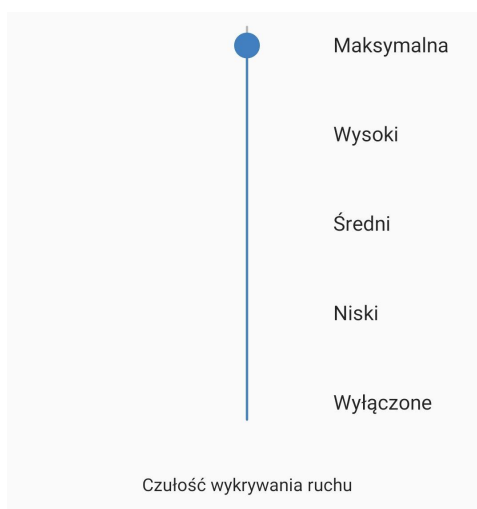 Maksymalna
Wysoki
Średni
Niski
Wyłączone
Czułość wykrywania ruchu